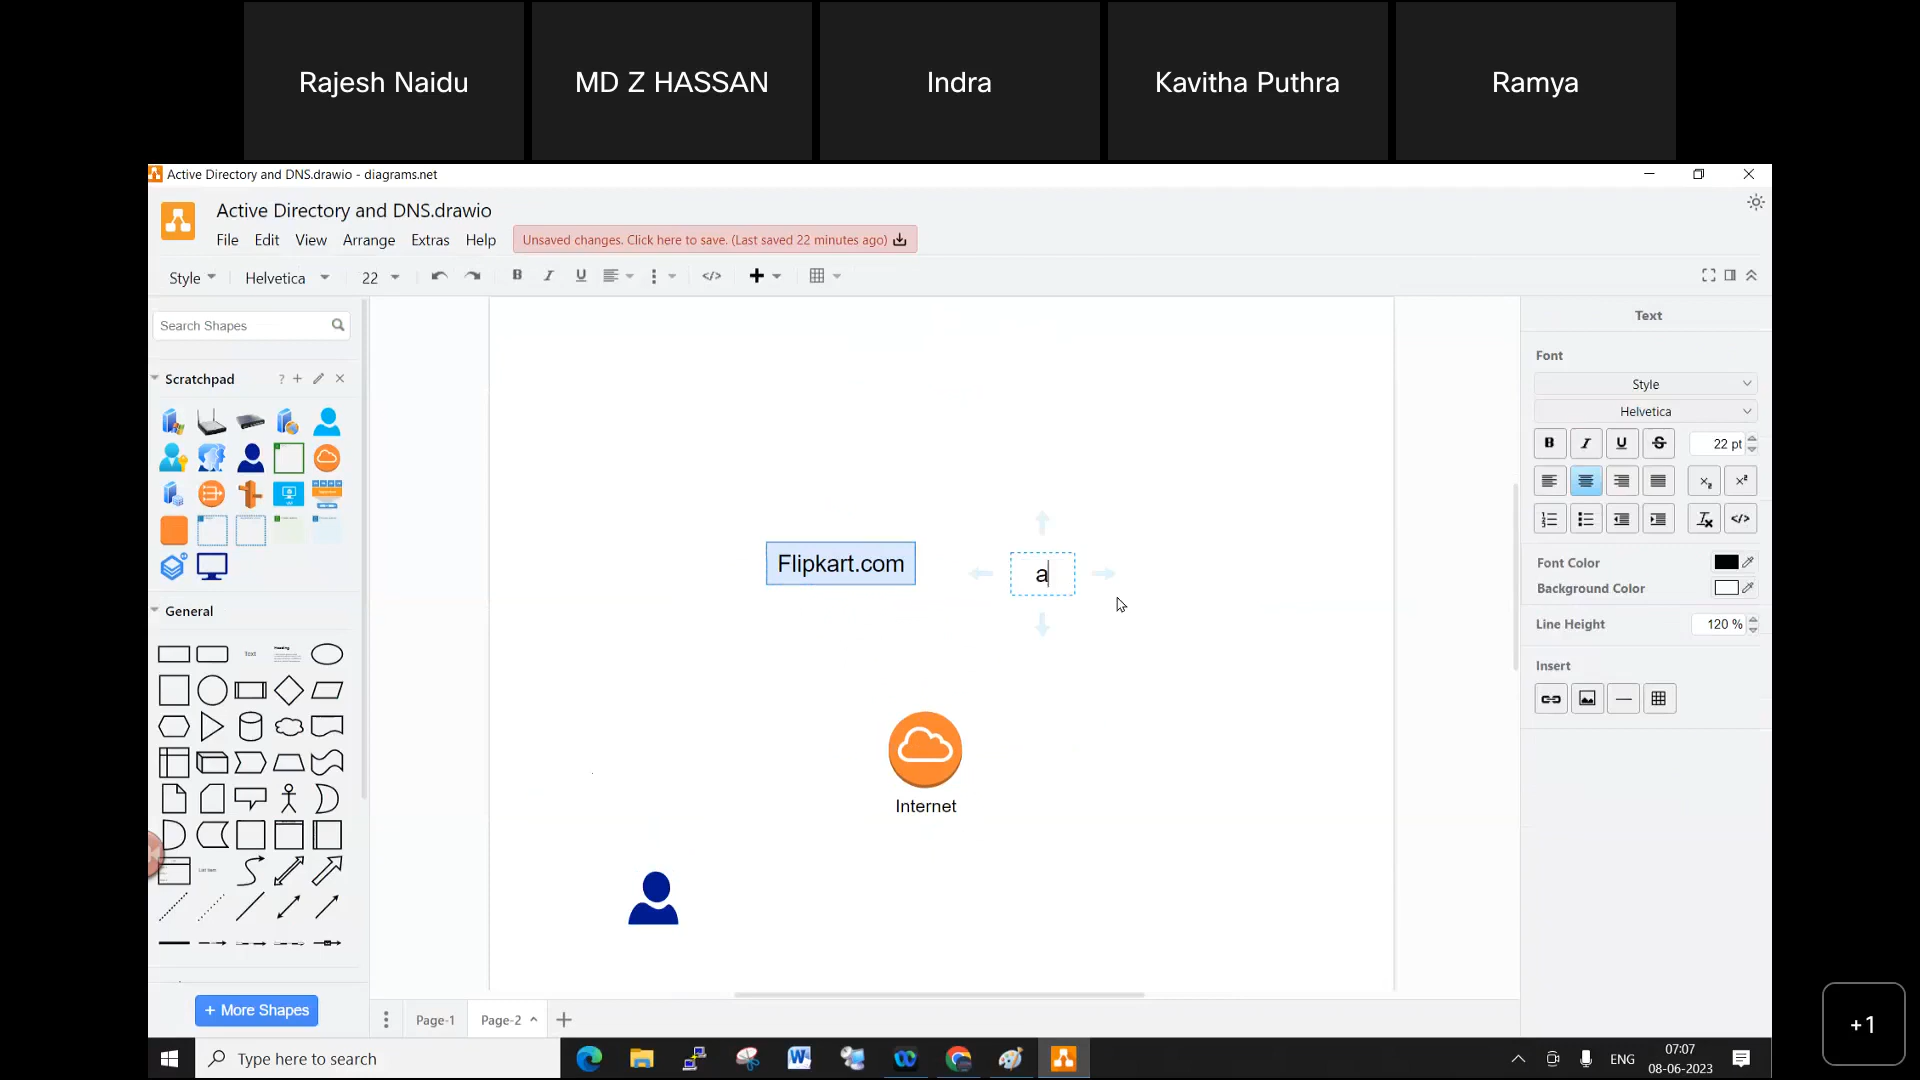 Rajesh Naidu
MD Z HASSAN
Indra
Kavitha Puthra
Ramya
Active Directory and DNS.drawio - diagrams.net
Active Directory and DNS.drawio
File Edit View Arrange Extras Help
Unsaved changes. Click here to save. (Last saved 22 minutes ago)
Style Helvetica 22 B I U </>
Search Shapes
Scratchpad ?
General
Text
Heading
List Item
+ More Shapes
Flipkart.com
a
Internet
Text
Font
Style
Helvetica
B I U S 22 pt
Font Color
Background Color
Line Height 120 %
Insert
Page-1 Page-2
Type here to search
ENG
07:07
08-06-2023
+1